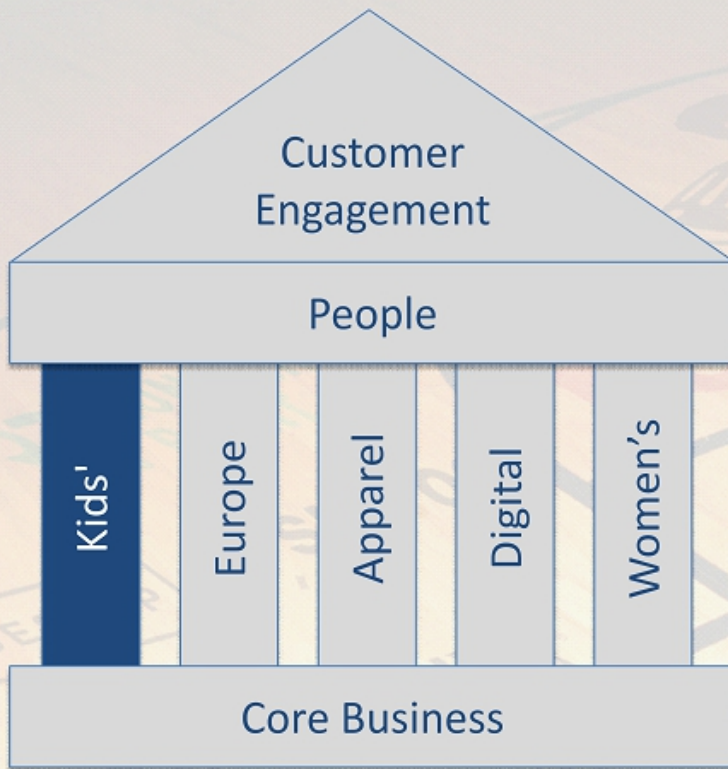 Customer
Engagement
People
Kids'
Europe
Apparel
Digital
Women’s
Core Business